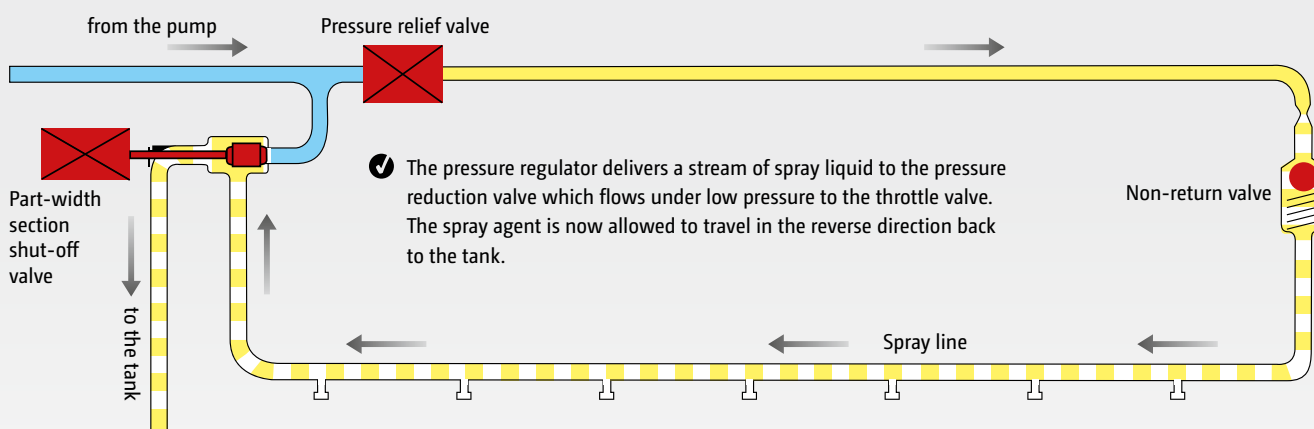 from the pump
Pressure relief valve
The pressure regulator delivers a stream of spray liquid to the pressure
reduction valve which flows under low pressure to the throttle valve.
The spray agent is now allowed to travel in the reverse direction back
to the tank.
Non-return valve
Part-width
section
shut-off
valve
to the tank
Spray line